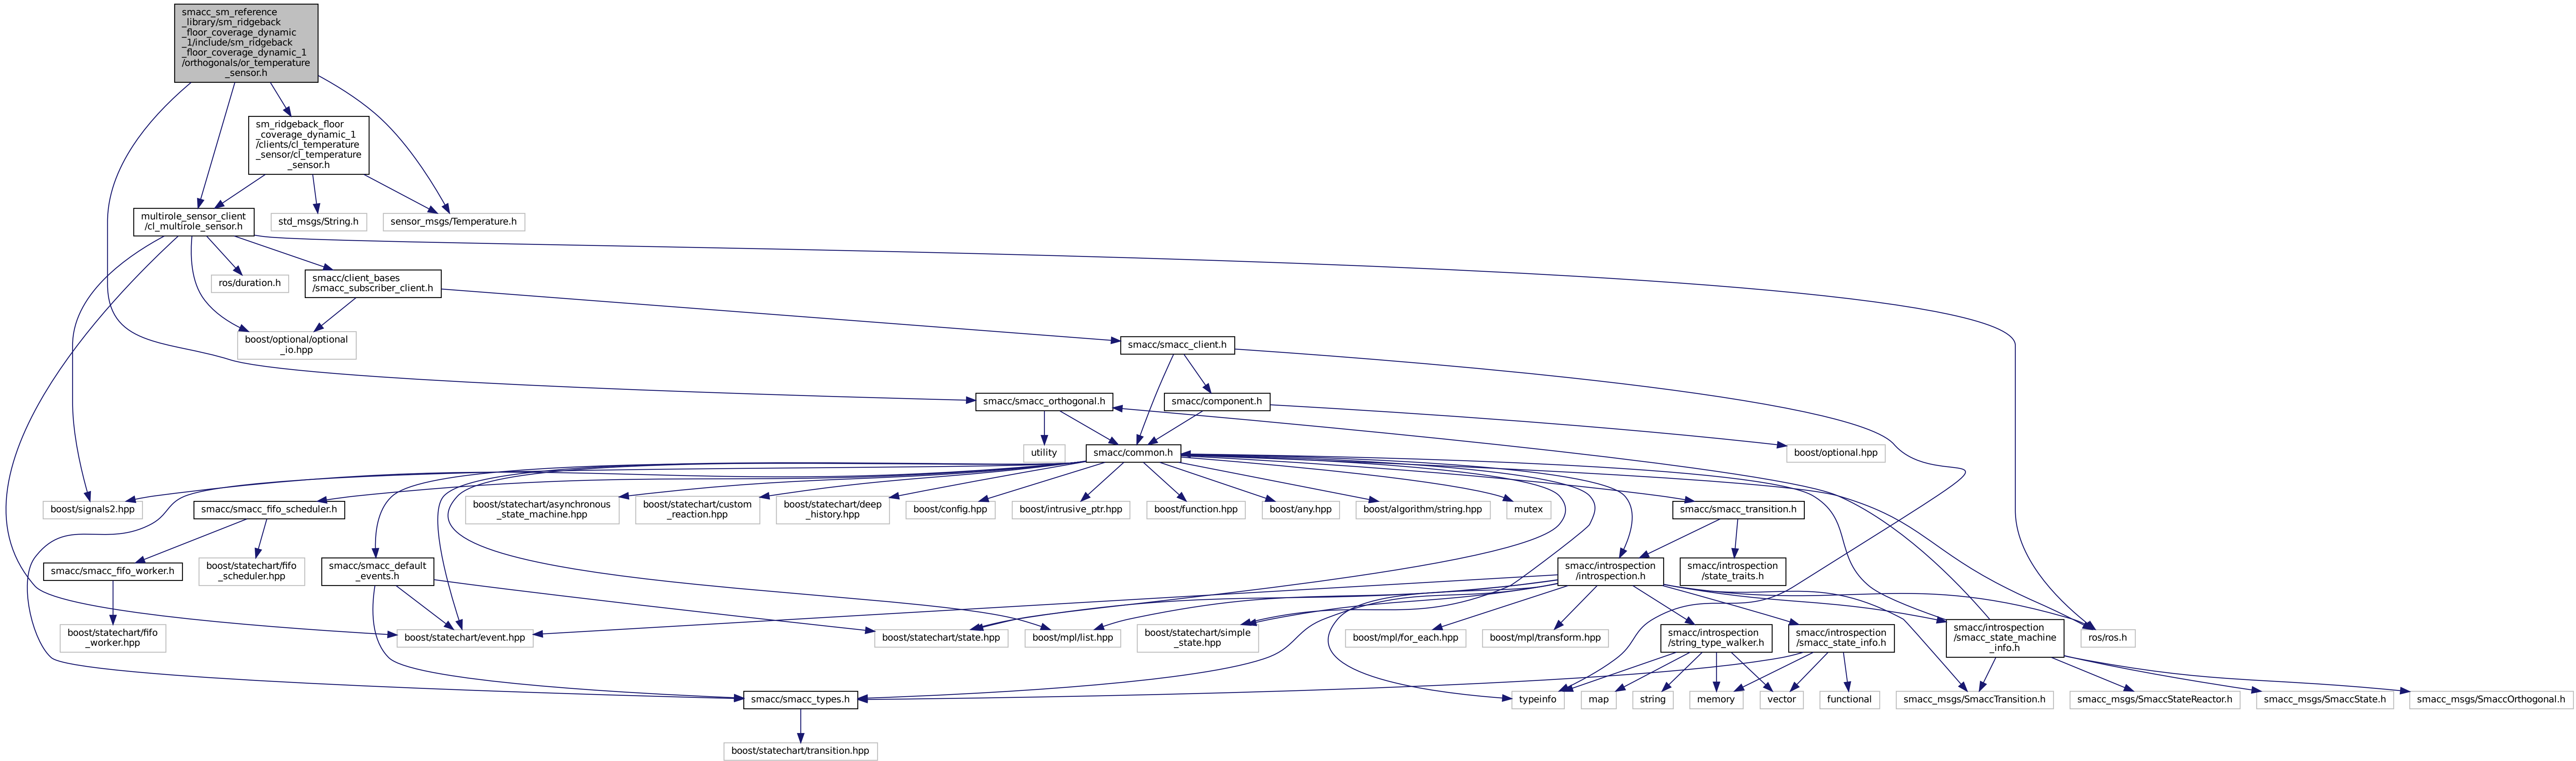 smacc_sm_reference
_library/sm_ridgeback
_floor_coverage_dynamic
_1/include/sm_ridgeback
_floor_coverage_dynamic_1
/orthogonals/or_temperature
_sensor.h
sm_ridgeback_floor
_coverage_dynamic_1
/clients/cl_temperature
_sensor/cl_temperature
_sensor.h
multirole_sensor_client
/cl_multirole_sensor.h
std_msgs/String.h
sensor_msgs/Temperature.h
ros/duration.h
smacc/client_bases
/smacc_subscriber_client.h
boost/optional/optional
_io.hpp
smacc/smacc_client.h
smacc/smacc_orthogonal.h
smacc/component.h
utility
smacc/common.h
boost/optional.hpp
boost/signals2.hpp
smacc/smacc_fifo_scheduler.h
boost/statechart/asynchronous
_state_machine.hpp
boost/statechart/custom
_reaction.hpp
boost/statechart/deep
_history.hpp
boost/config.hpp
boost/intrusive_ptr.hpp
boost/function.hpp
boost/any.hpp
boost/algorithm/string.hpp
mutex
smacc/smacc_transition.h
smacc/smacc_fifo_worker.h
boost/statechart/fifo
_scheduler.hpp
smacc/smacc_default
_events.h
smacc/introspection
/introspection.h
smacc/introspection
/state_traits.h
boost/statechart/fifo
_worker.hpp
boost/statechart/event.hpp
boost/statechart/state.hpp
boost/mpl/list.hpp
boost/statechart/simple
_state.hpp
boost/mpl/for_each.hpp
boost/mpl/transform.hpp
smacc/introspection
/string_type_walker.h
smacc/introspection
/smacc_state_info.h
smacc/introspection
/smacc_state_machine
_info.h
ros/ros.h
smacc/smacc_types.h
typeinfo
map
string
memory
vector
functional
smacc_msgs/SmaccTransition.h
smacc_msgs/SmaccStateReactor.h
smacc_msgs/SmaccState.h
smacc_msgs/SmaccOrthogonal.h
boost/statechart/transition.hpp